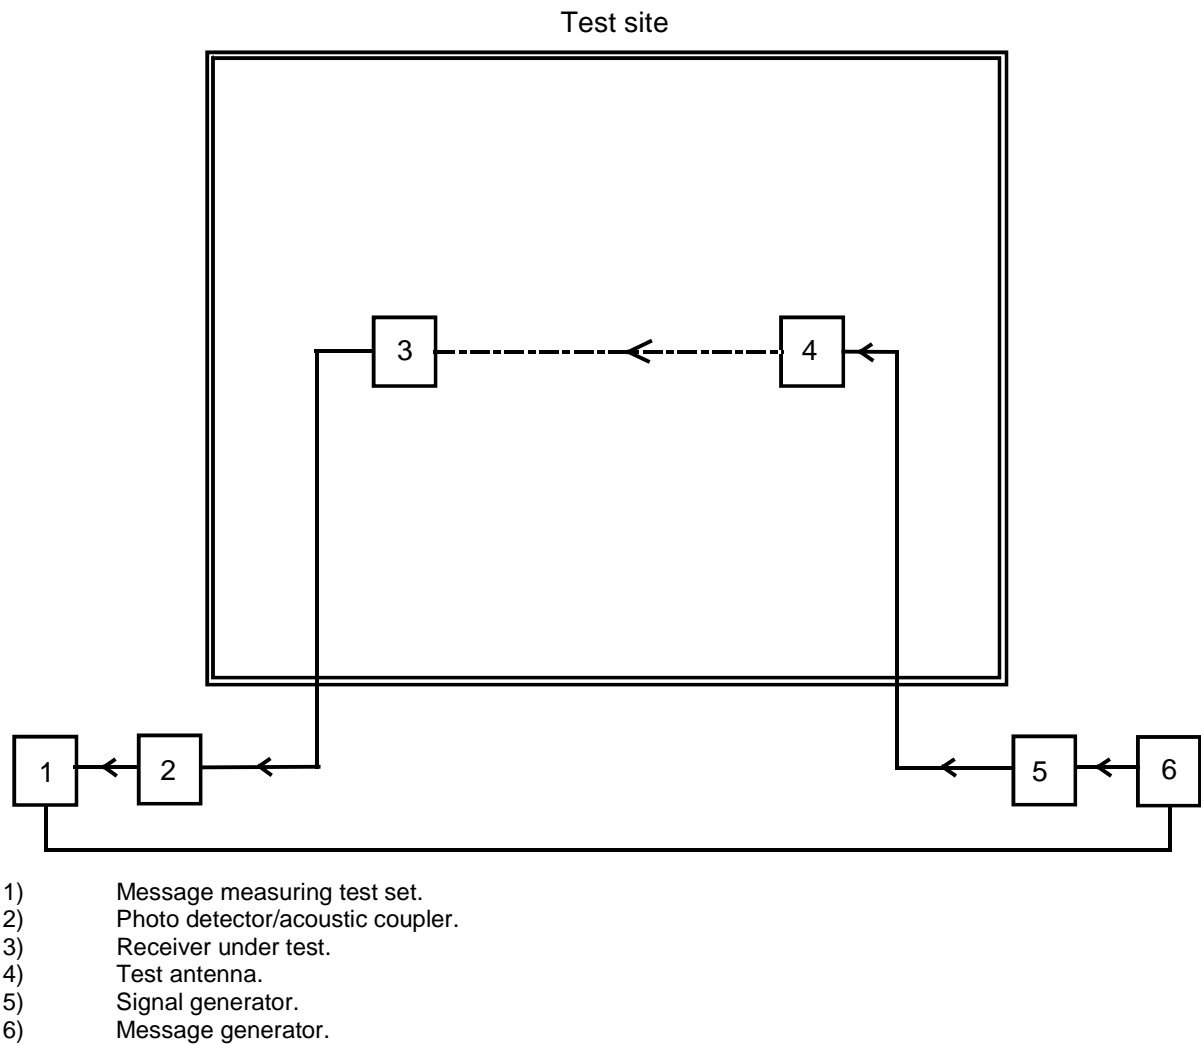 Test site
3
4
1
2
5
6
1) Message measuring test set.
2) Photo detector/acoustic coupler.
3) Receiver under test.
4) Test antenna.
5) Signal generator.
6) Message generator.